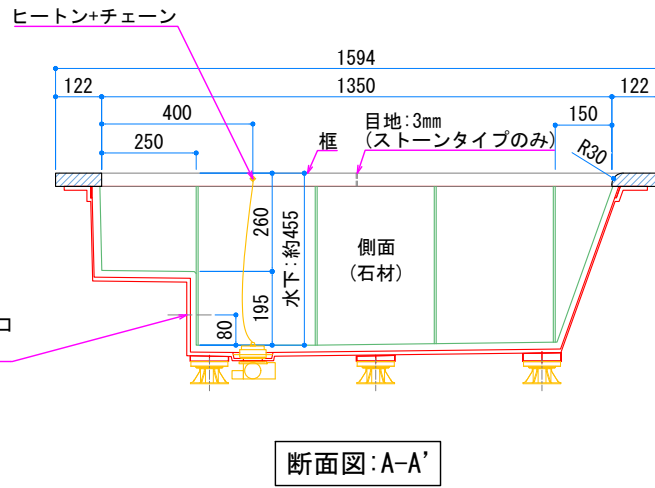 ヒートン+チェーン
1594
122
1350
122
400
目地:3mm
(ストーンタイプのみ)
150
250
框
R30
260
水下:約455
側面
(石材)
195
80
口
断面図:A-A’